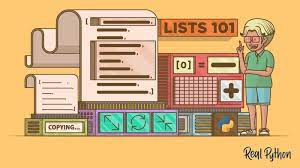 LISTS 101
[0] =
COPYING...
Real Python